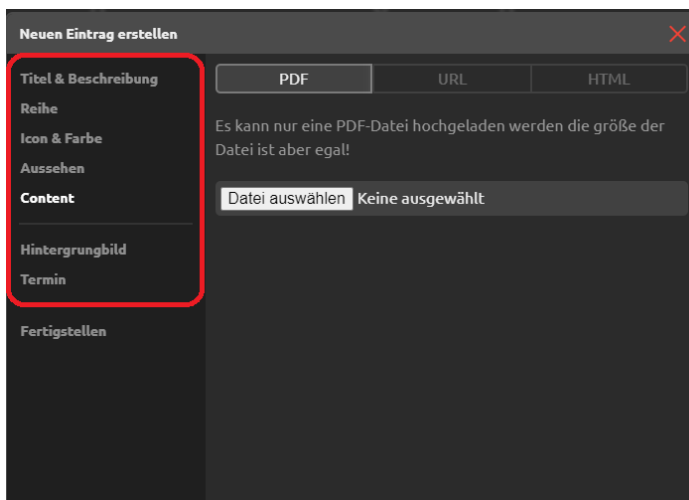 Neuen Eintrag erstellen
Titel & Beschreibung
Reihe
Icon & Farbe
Aussehen
Content
Hintergrungbild
Termin
Fertigstellen
PDF URL HTML
Es kann nur eine PDF-Datei hochgeladen werden die größe der
Datei ist aber egal!
Datei auswählen Keine ausgewählt